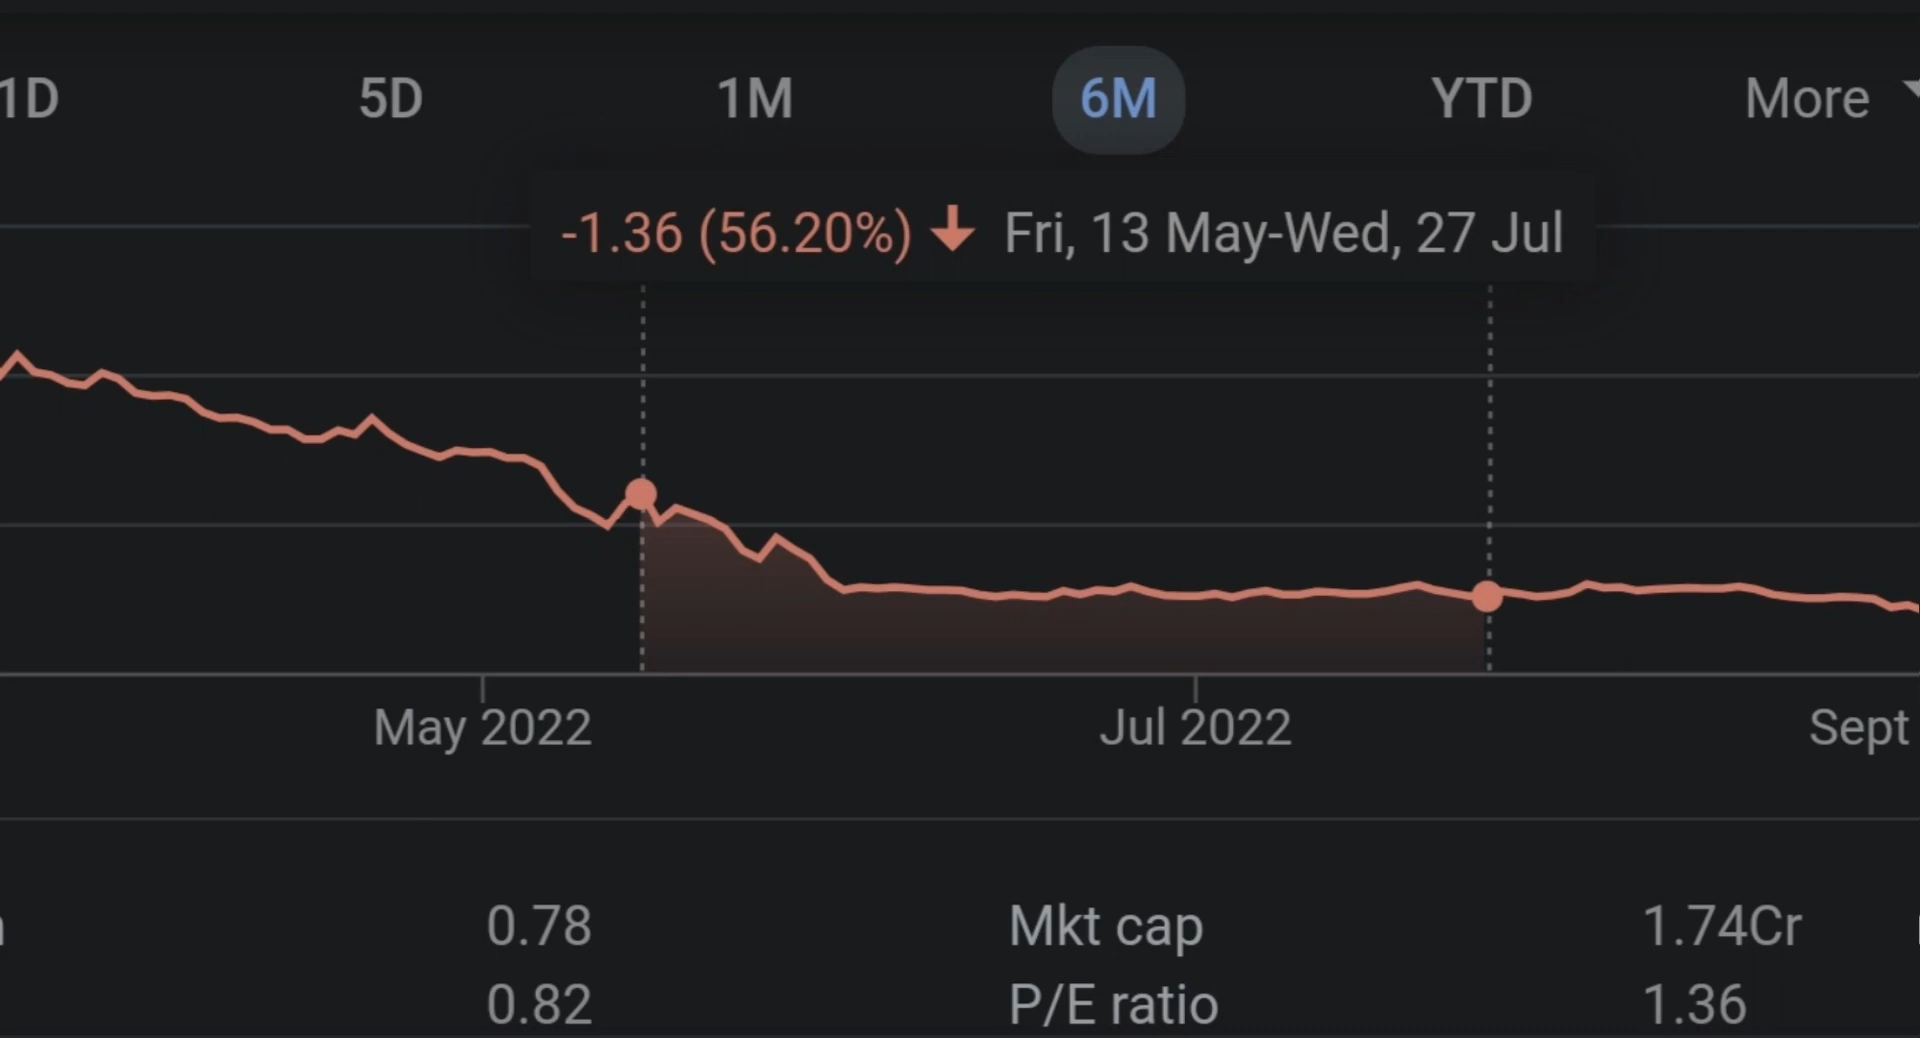 1D 5D 1M 6M YTD More
-1.36 (56.20%) Fri, 13 May-Wed, 27 Jul
May 2022 Jul 2022 Sept
0.78 Mkt cap 1.74Cr
0.82 P/E ratio 1.36